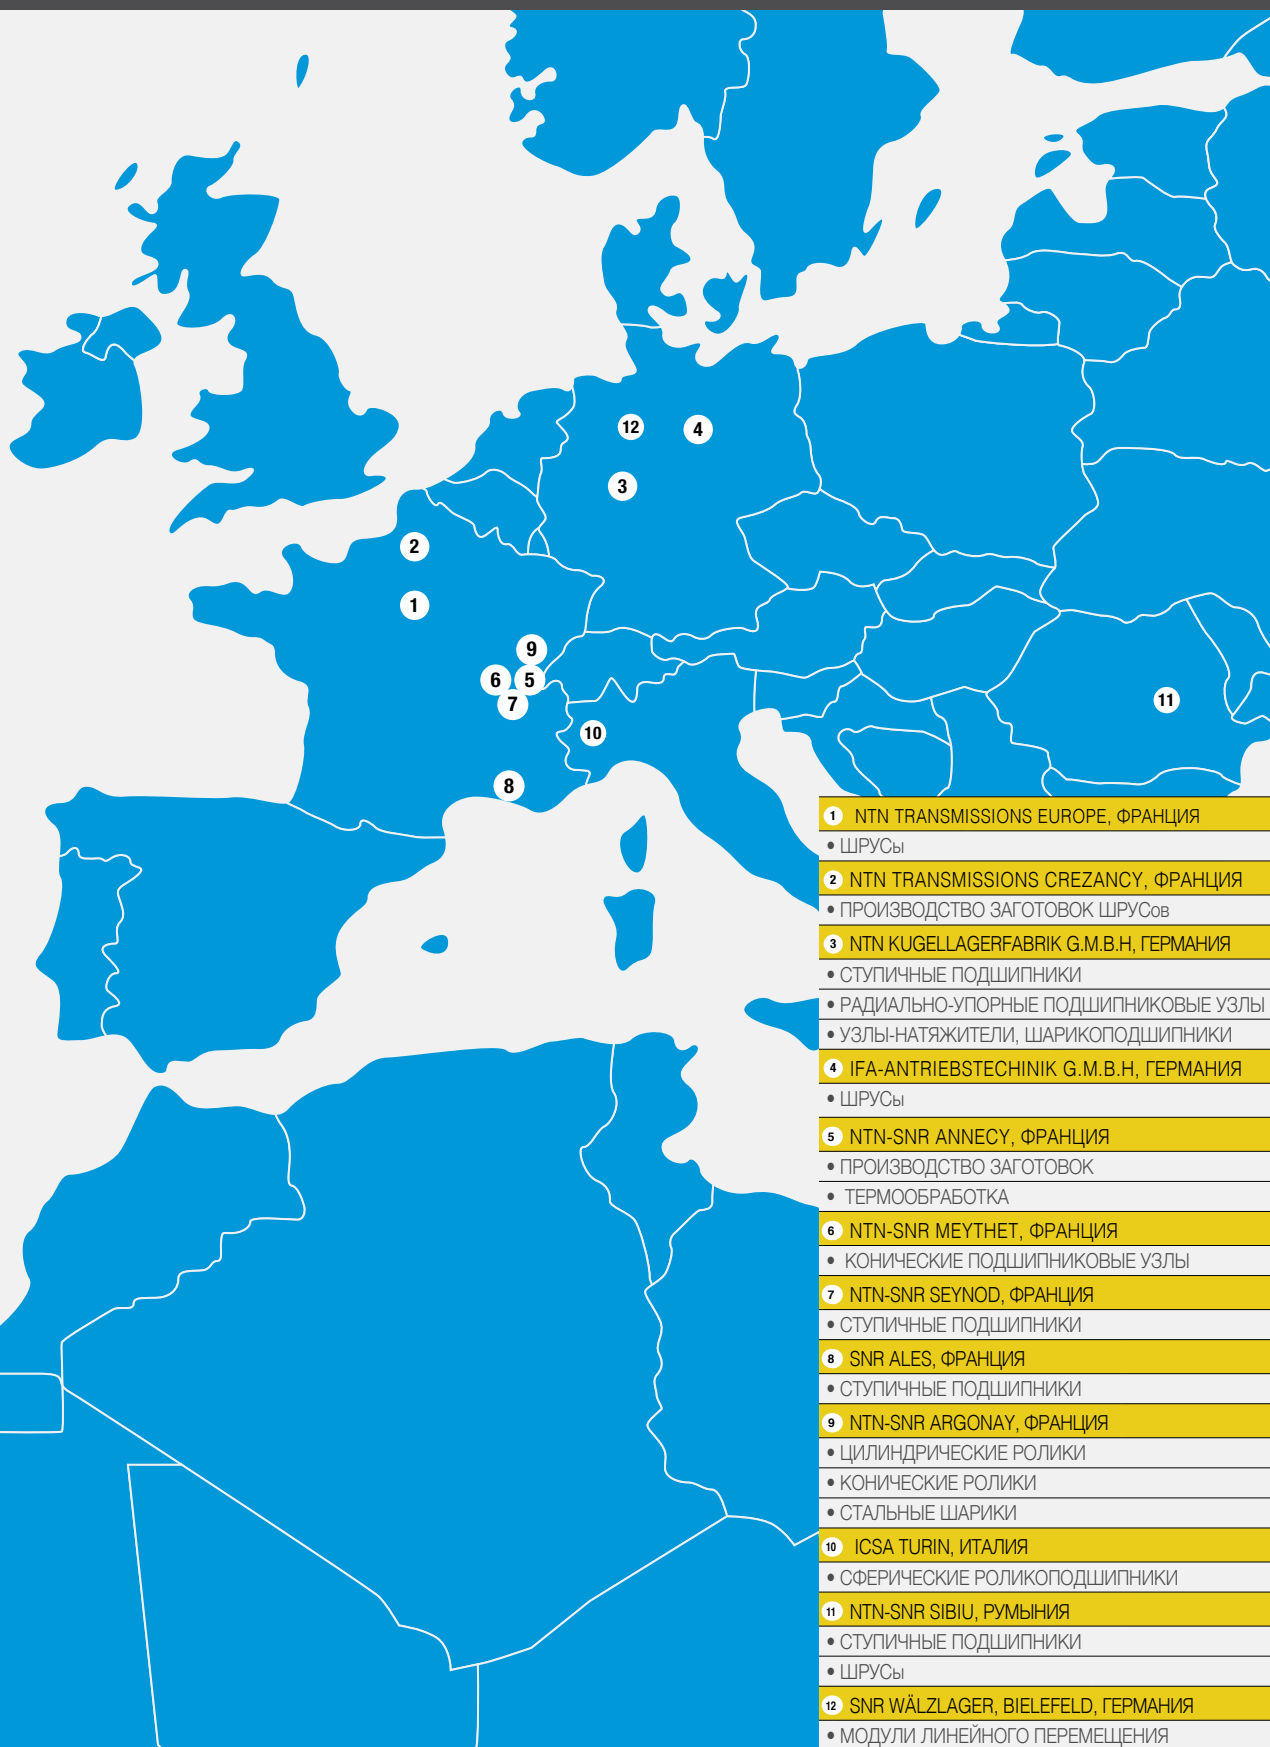 12
4
3
2
1
9
6
5
7
11
10
8
1 NTN TRANSMISSIONS EUROPE, ФРАНЦИЯ
• ШРУСы
2 NTN TRANSMISSIONS CREZANCY, ФРАНЦИЯ
• ПРОИЗВОДСТВО ЗАГОТОВОК ШРУСов
3 NTN KUGELLAGERFABRIK G.M.B.H, ГЕРМАНИЯ
• СТУПИЧНЫЕ ПОДШИПНИКИ
• РАДИАЛЬНО-УПОРНЫЕ ПОДШИПНИКОВЫЕ УЗЛЫ
• УЗЛЫ-НАТЯЖИТЕЛИ, ШАРИКОПОДШИПНИКИ
4 IFA-ANTRIEBSTECHINIK G.M.B.H, ГЕРМАНИЯ
• ШРУСы
5 NTN-SNR ANNECY, ФРАНЦИЯ
• ПРОИЗВОДСТВО ЗАГОТОВОК
• ТЕРМООБРАБОТКА
6 NTN-SNR MEYTHET, ФРАНЦИЯ
• КОНИЧЕСКИЕ ПОДШИПНИКОВЫЕ УЗЛЫ
7 NTN-SNR SEYNOD, ФРАНЦИЯ
• СТУПИЧНЫЕ ПОДШИПНИКИ
8 SNR ALES, ФРАНЦИЯ
• СТУПИЧНЫЕ ПОДШИПНИКИ
9 NTN-SNR ARGONAY, ФРАНЦИЯ
• ЦИЛИНДРИЧЕСКИЕ РОЛИКИ
• КОНИЧЕСКИЕ РОЛИКИ
• СТАЛЬНЫЕ ШАРИКИ
10 ICSA TURIN, ИТАЛИЯ
• СФЕРИЧЕСКИЕ РОЛИКОПОДШИПНИКИ
11 NTN-SNR SIBIU, РУМЫНИЯ
• СТУПИЧНЫЕ ПОДШИПНИКИ
• ШРУСы
12 SNR WÄLZLAGER, BIELEFELD, ГЕРМАНИЯ
• МОДУЛИ ЛИНЕЙНОГО ПЕРЕМЕЩЕНИЯ